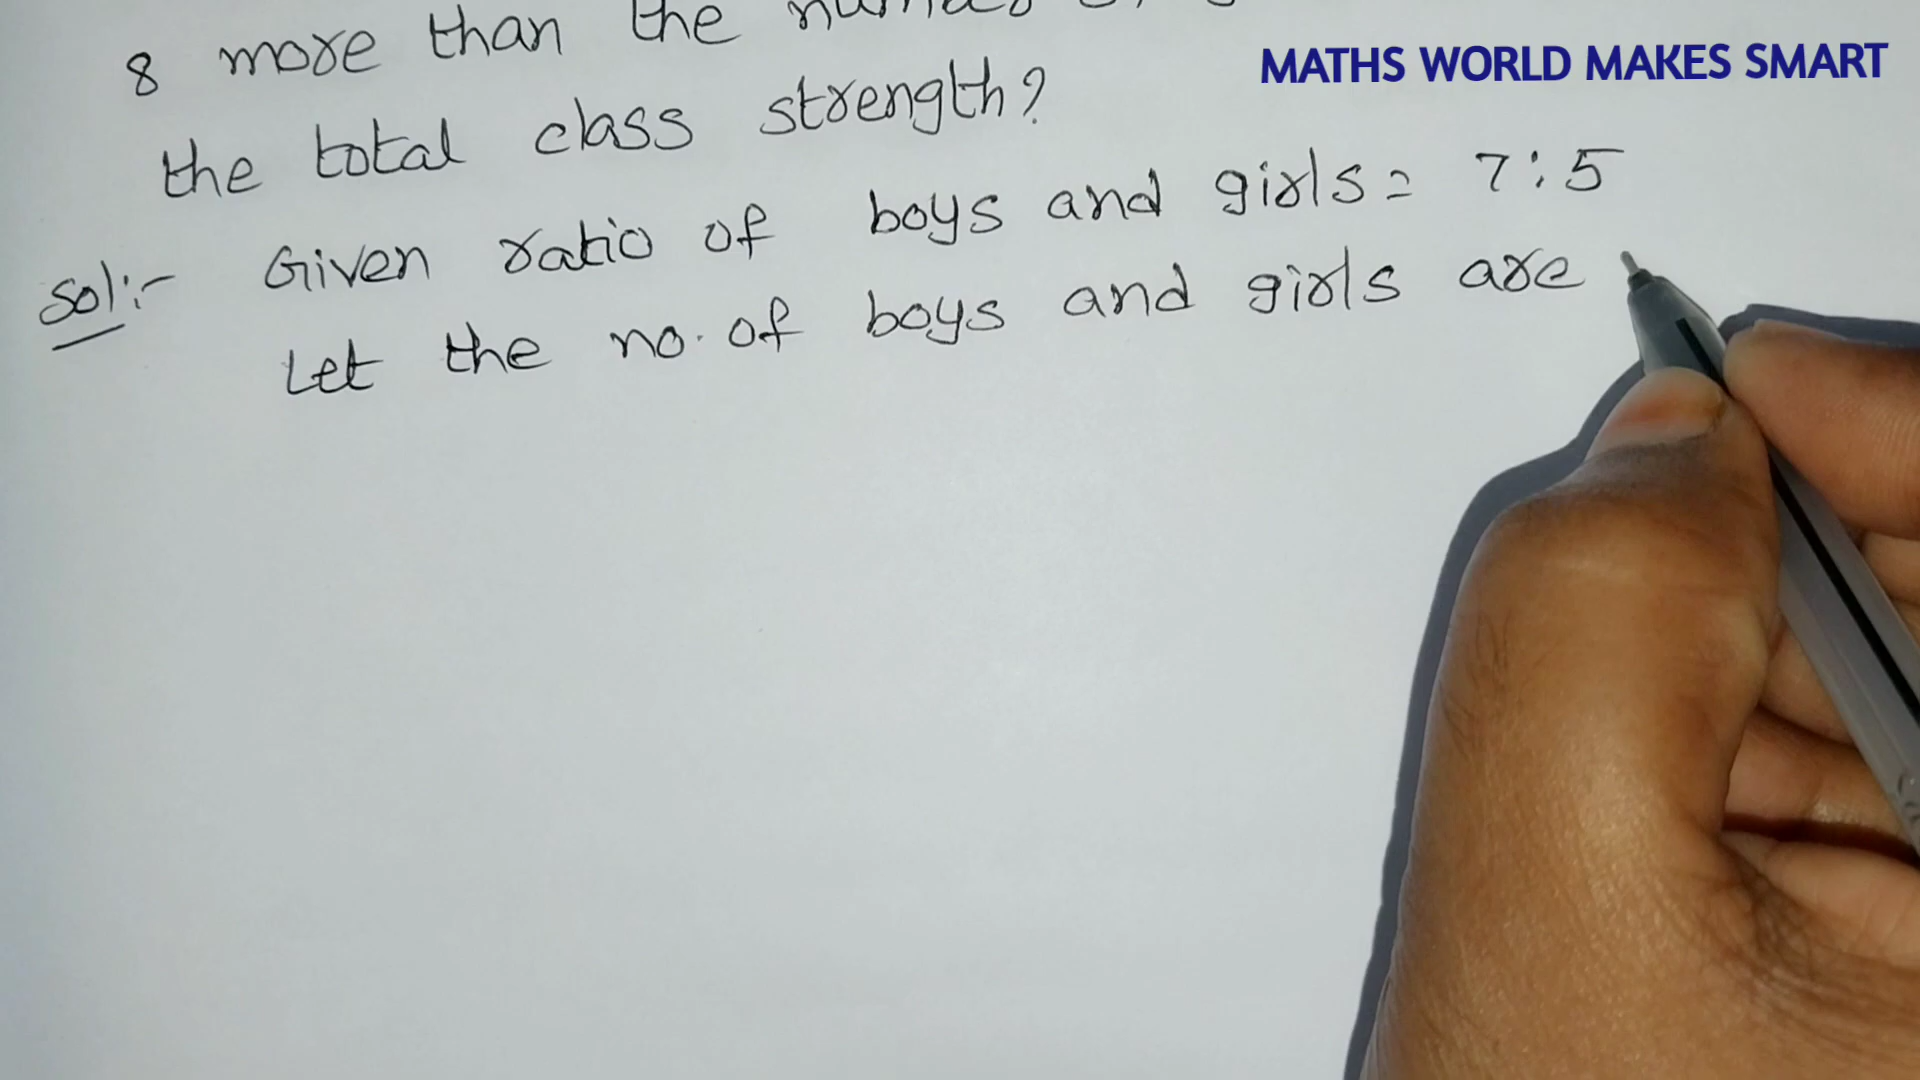 8 more than the
MATHS WORLD MAKES SMART
the total class strength?
Sol:- Given ratio of boys and girls = 7:5
Let the no. of boys and girls are